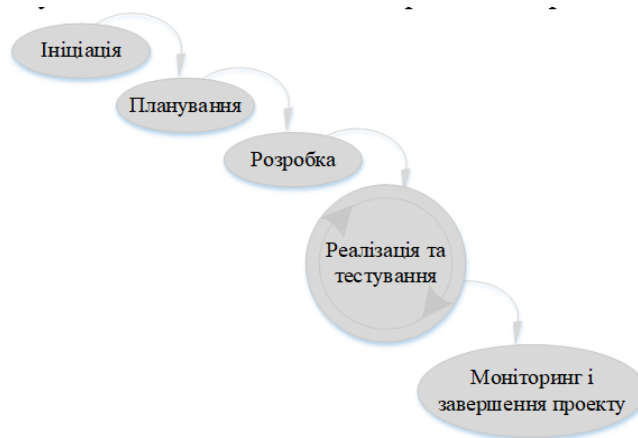 Ініціація
Планування
Розробка
Реалізація та
тестування
Моніторинг і
завершення проекту